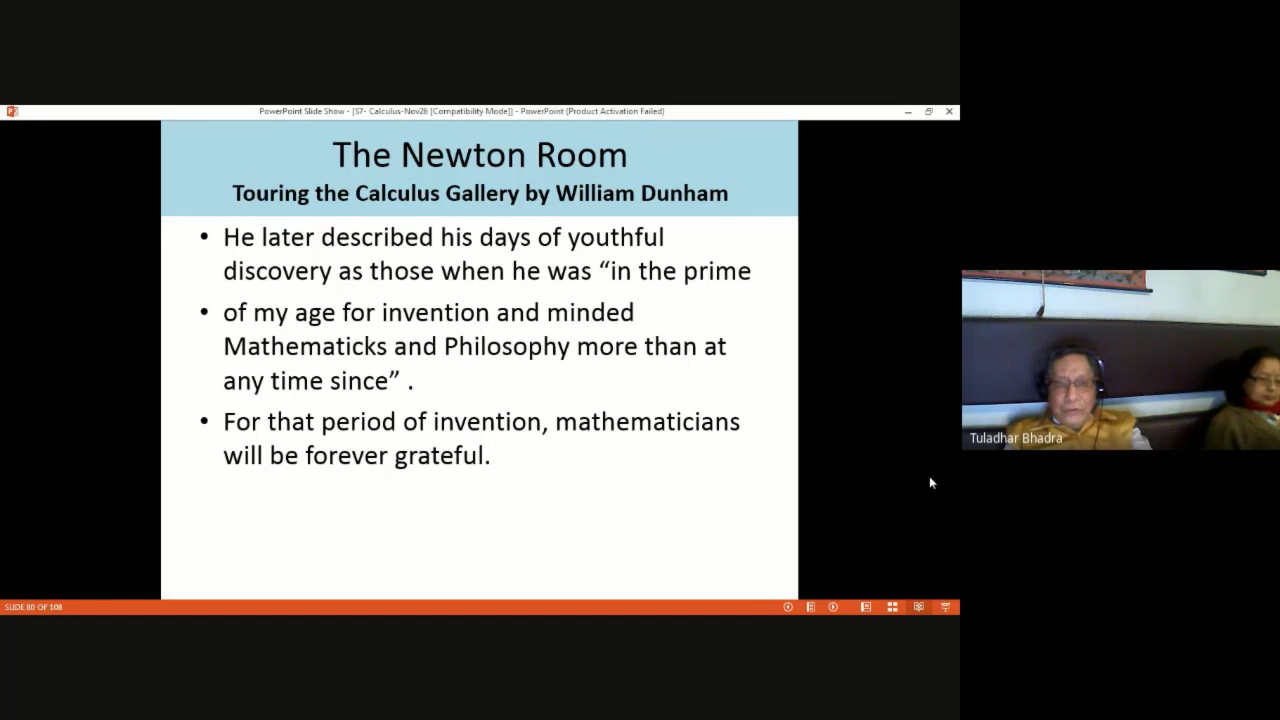 PowerPoint Slide Show - [S7- Calculus-Nov26 [Compatibility Mode]] - PowerPoint (Product Activation Failed)
The Newton Room
Touring the Calculus Gallery by William Dunham
• He later described his days of youthful
discovery as those when he was “in the prime
• of my age for invention and minded
Mathematicks and Philosophy more than at
any time since” .
• For that period of invention, mathematicians
will be forever grateful.
Tuladhar Bhadra
SLIDE 80 OF 108